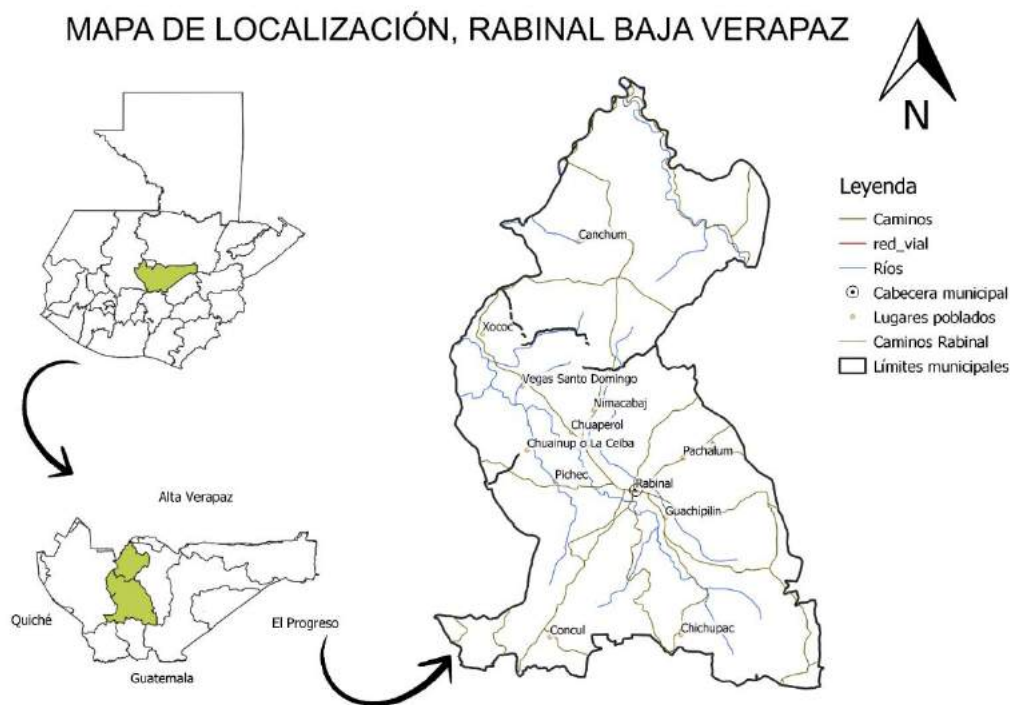 MAPA DE LOCALIZACIÓN, RABINAL BAJA VERAPAZ
N
Leyenda
Caminos
red_vial
Ríos
Cabecera municipal
Lugares poblados
Caminos Rabinal
Límites municipales
Canchum
Xococ
Vegas Santo Domingo
Nimacabaj
Chuaperol
Chuainup o La Ceiba
Pachalum
Pichec
Rabinal
Guachipilin
Concul
Chichupac
Alta Verapaz
Quiché
El Progreso
Guatemala